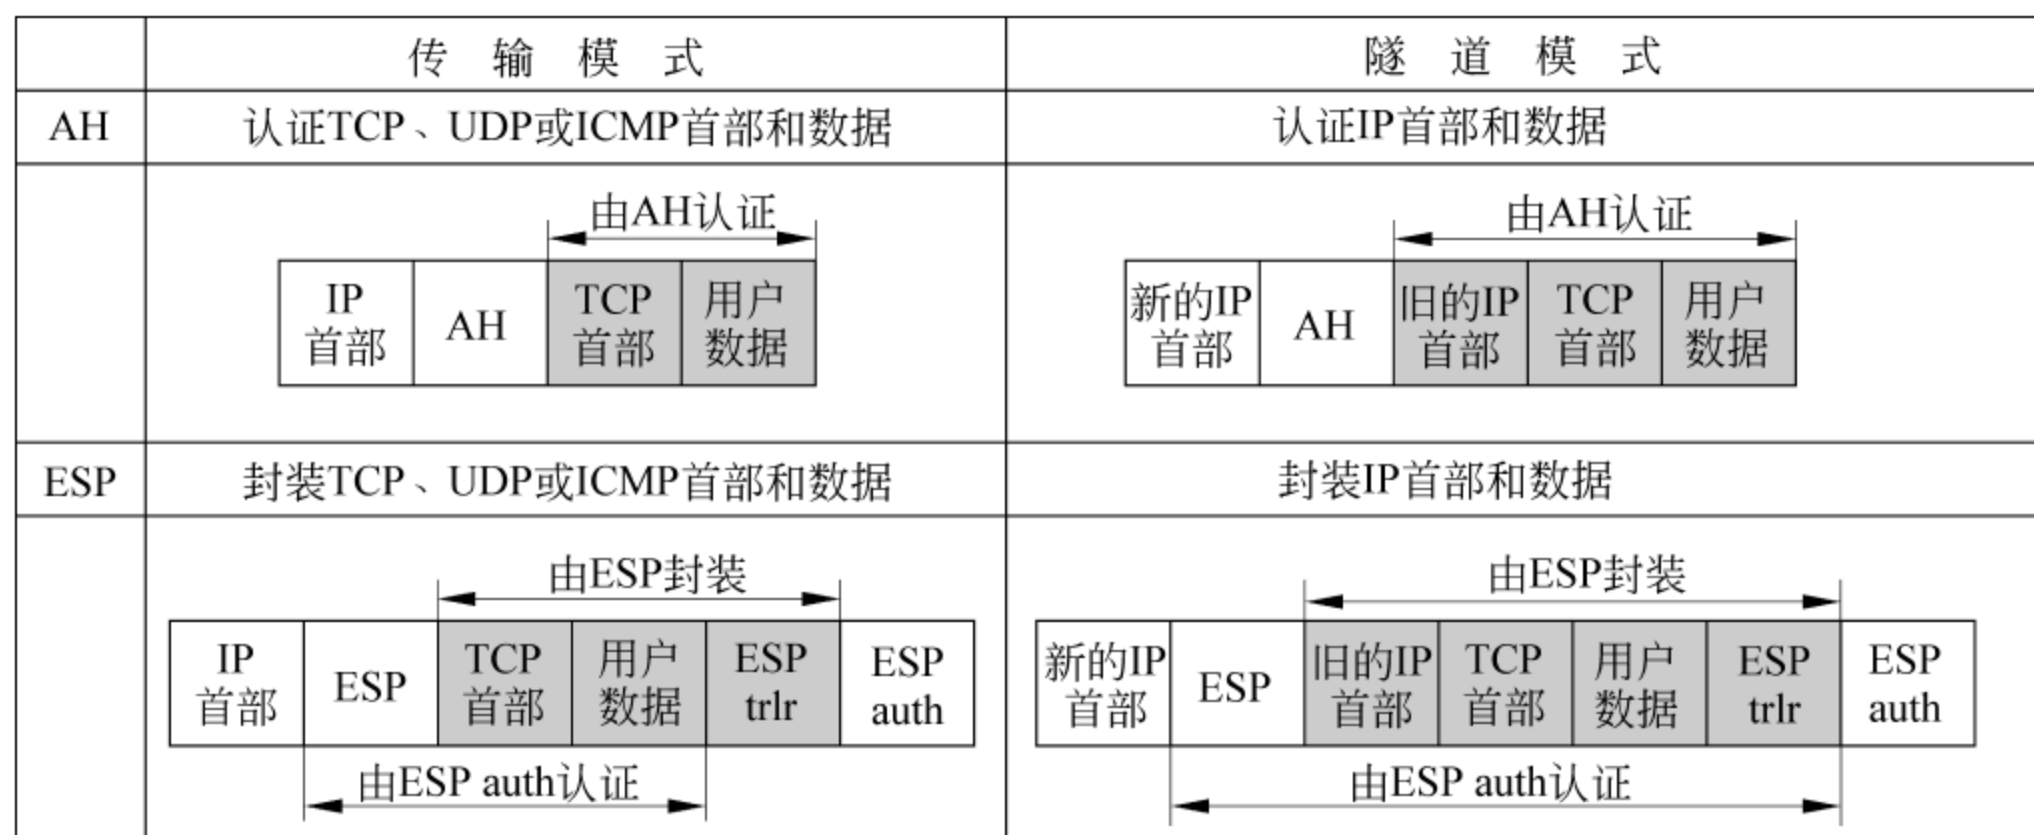 传 输 模 式
隧 道 模 式
AH
认证TCP、UDP或ICMP首部和数据
认证IP首部和数据
由AH认证
IP
首部
AH
TCP
首部
用户
数据
由AH认证
新的IP
首部
AH
旧的IP
首部
TCP
首部
用户
数据
ESP
封装TCP、UDP或ICMP首部和数据
封装IP首部和数据
由ESP封装
IP
首部
ESP
TCP
首部
用户
数据
ESP
trlr
ESP
auth
由ESP auth认证
由ESP封装
新的IP
首部
ESP
旧的IP
首部
TCP
首部
用户
数据
ESP
trlr
ESP
auth
由ESP auth认证